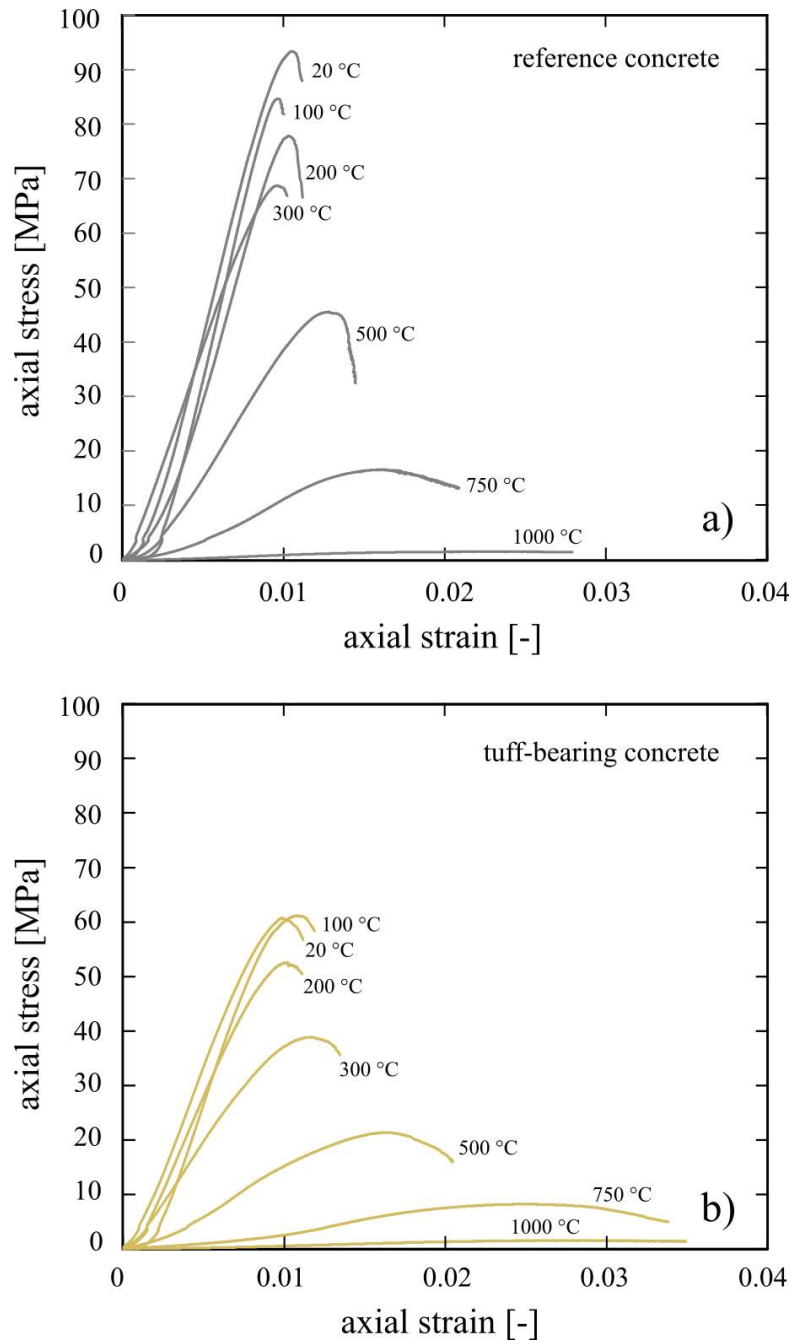 100
90
80
70
60
50
40
30
20
10
0
axial stress [MPa]
reference concrete
20 °C
100 °C
200 °C
300 °C
500 °C
750 °C
1000 °C
a)
0
0.01
0.02
0.03
0.04
axial strain [-]
100
90
80
70
60
50
40
30
20
10
0
axial stress [MPa]
tuff-bearing concrete
100 °C
20 °C
200 °C
300 °C
500 °C
750 °C
1000 °C
b)
0
0.01
0.02
0.03
0.04
axial strain [-]